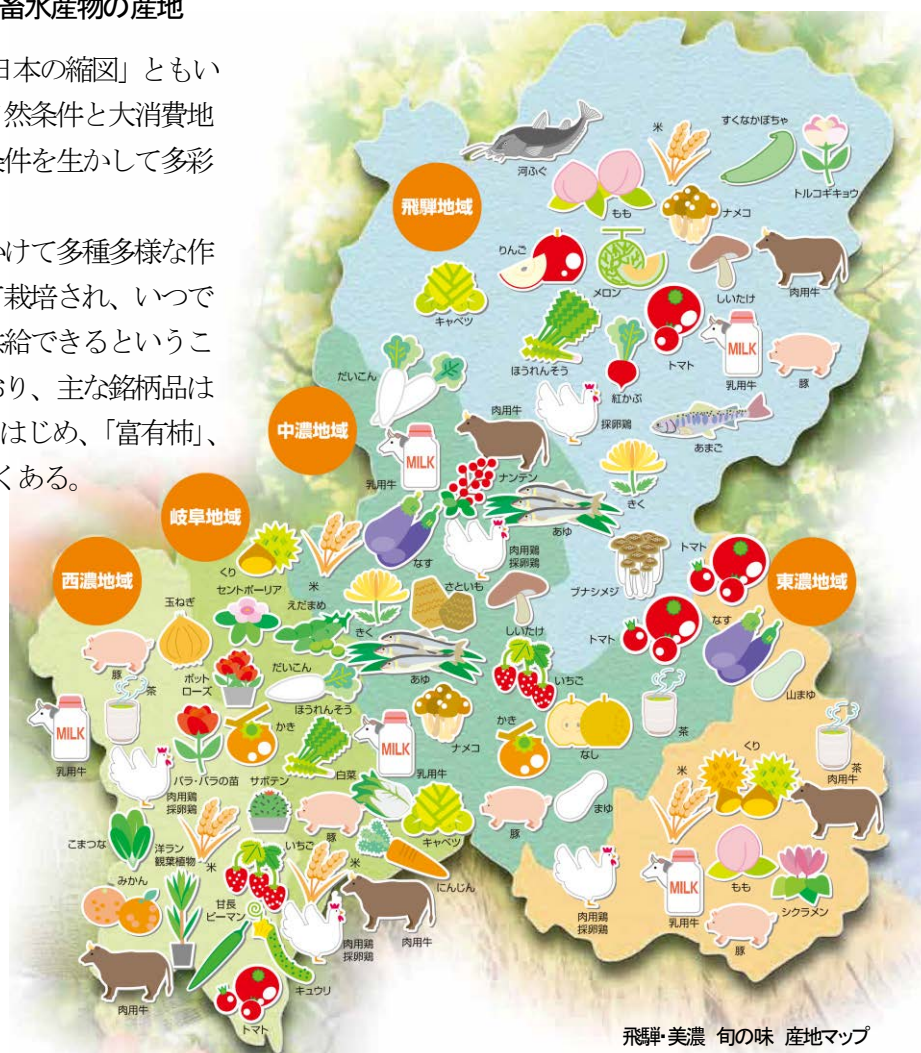 畜水産物の産地
日本の縮図」ともい
然条件と大消費地
条件を生かして多彩
かけて多種多様な作
て栽培され、いつで
供給できるというこ
おり、主な銘柄品は
はじめ、「富有柿」、
くある。
飛騨地域
河ふぐ
もも
米
すくなかぼちゃ
トルコギキョウ
ナメコ
りんご
メロン
しいたけ
肉用牛
キャベツ
ほうれんそう
紅かぶ
トマト
MILK
乳用牛
豚
採卵鶏
あまご
きく
中濃地域
だいこん
MILK
乳用牛
肉用牛
ナンテン
あゆ
なす
肉用鶏
採卵鶏
ブナシメジ
トマト
東濃地域
岐阜地域
西濃地域
くり
米
玉ねぎ
セントポーリア
えだまめ
きく
さといも
しいたけ
トマト
なす
山まゆ
豚
茶
ポット
ローズ
だいこん
あゆ
いちご
MILK
乳用牛
バラ・バラの苗
かき
ほうれんそう
MILK
乳用牛
ナメコ
かき
なし
茶
茶
肉用牛
肉用鶏
採卵鶏
サボテン
白菜
豚
キャベツ
豚
まゆ
米
くり
こまつな
洋ラン
観葉植物
米
いちご
米
にんじん
もも
シクラメン
みかん
甘長
ピーマン
肉用鶏
採卵鶏
肉用牛
肉用鶏
採卵鶏
MILK
乳用牛
豚
肉用牛
キュウリ
トマト
飛騨・美濃 旬の味 産地マップ